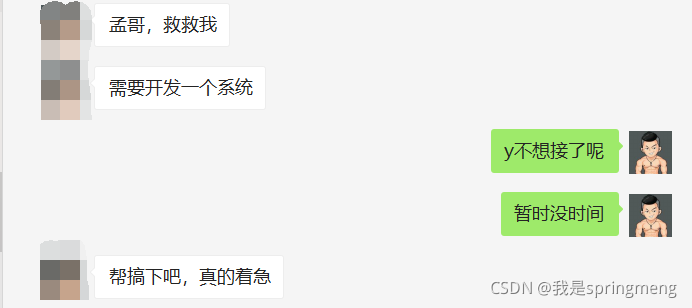 孟哥，救救我
需要开发一个系统
y不想接了呢
暂时没时间
帮搞下吧，真的着急
CSDN @我是springmeng